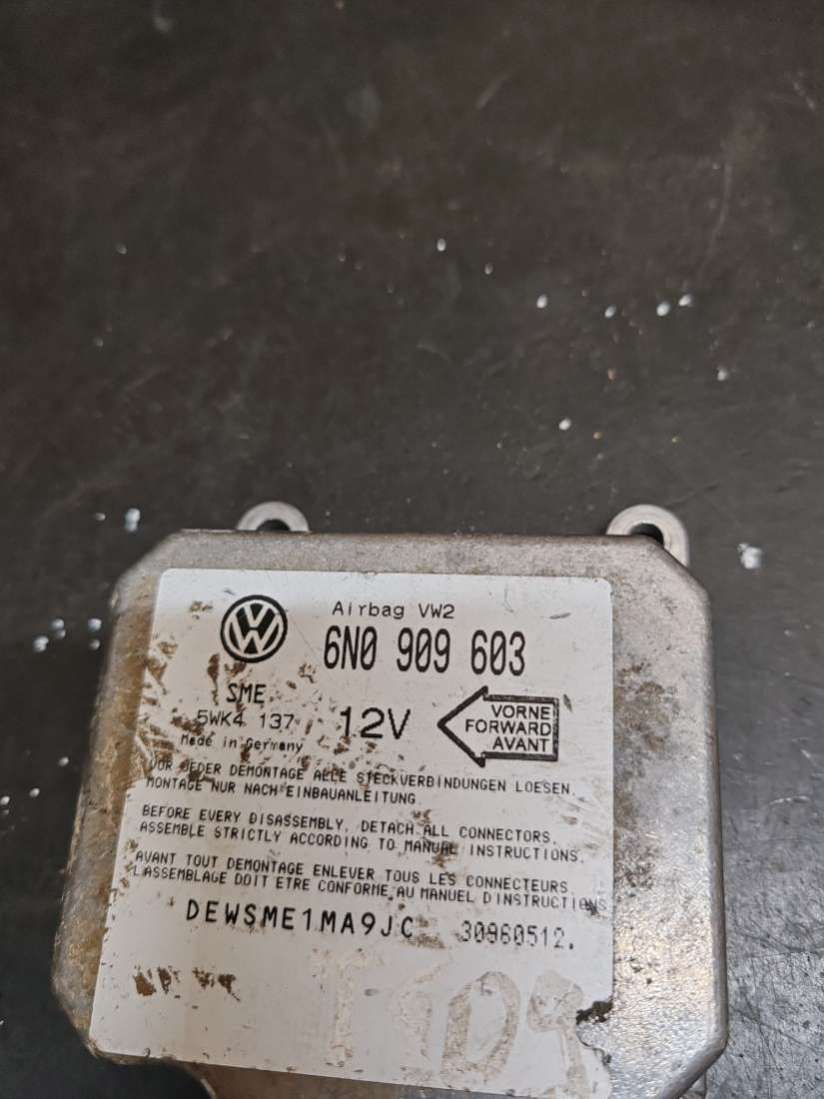 Airbag VW2
6N0 909 603
SME
5WK4 137
12V
VORNE
FORWARD
AVANT
Made in Germany
VOR JEDER DEMONTAGE ALLE STECKVERBINDUNGEN LOESEN.
MONTAGE NUR NACH EINBAUANLEITUNG
BEFORE EVERY DISASSEMBLY, DETACH ALL CONNECTORS.
ASSEMBLE STRICTLY ACCORDING TO MANUAL INSTRUCTIONS.
AVANT TOUT DEMONTAGE ENLEVER TOUS LES CONNECTEURS.
L'ASSEMBLAGE DOIT ETRE CONFORME AU MANUEL D'INSTRUCTIONS
DEWSME1MA9JC 30960512.